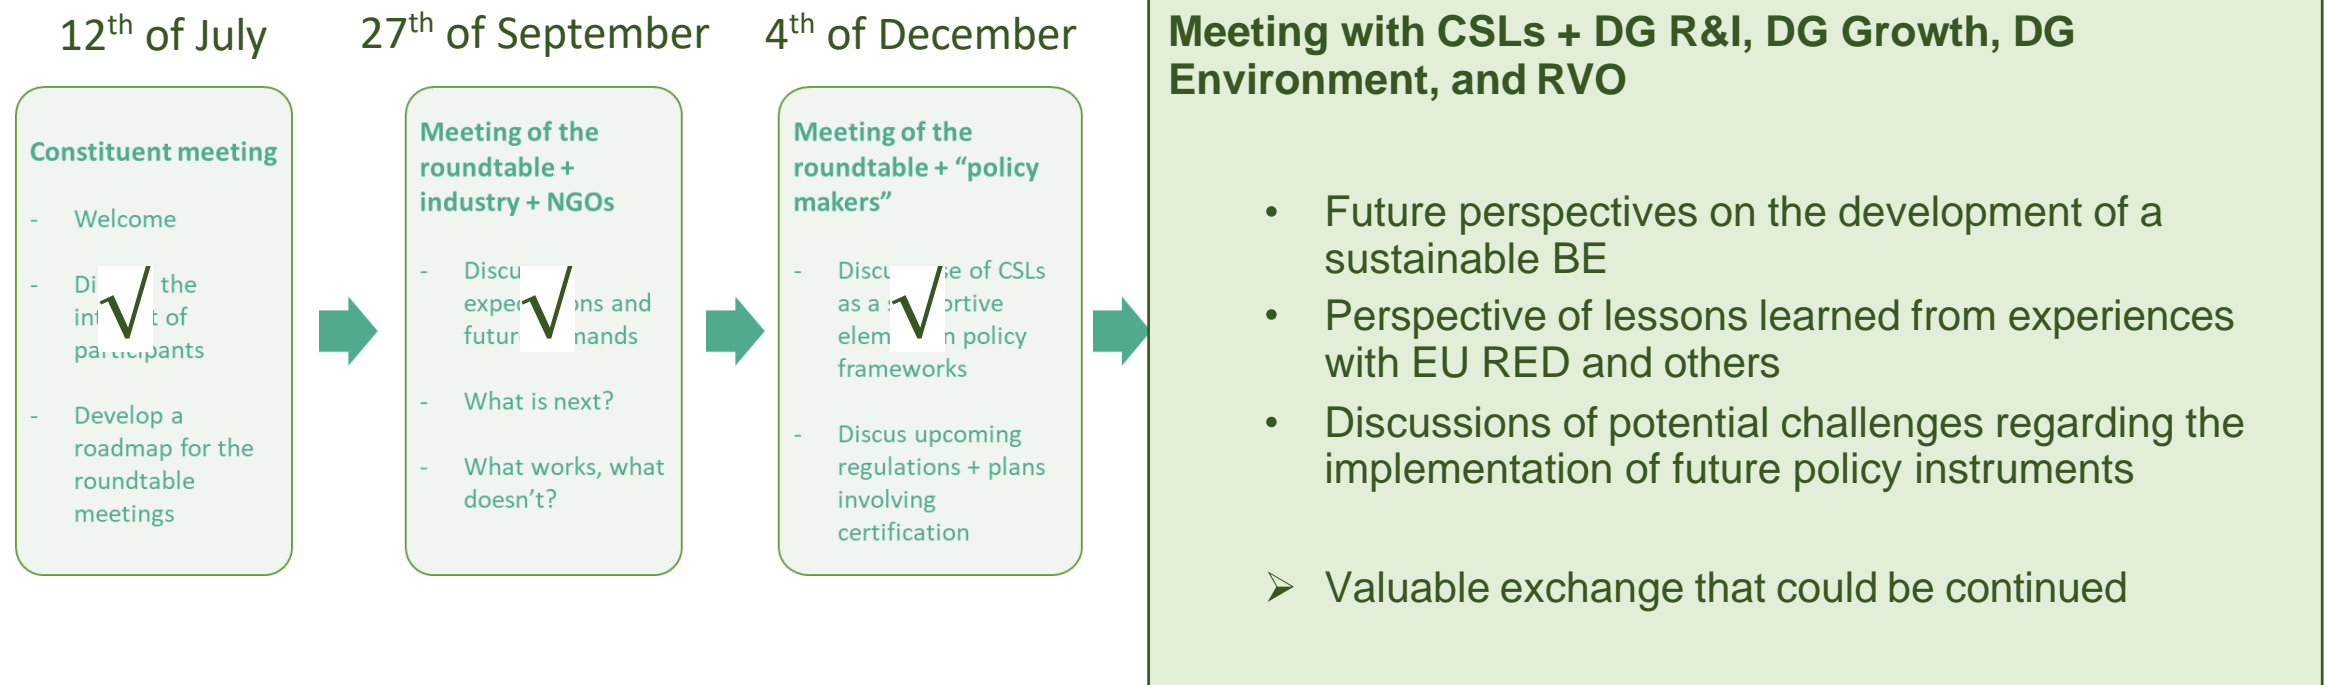 12th of July
Constituent meeting
- Welcome
- Di the
int t of
participants
- Develop a
roadmap for the
roundtable
meetings
√
27th of September
Meeting of the
roundtable +
industry + NGOs
- Discu
expec ons and
futur mands
- What is next?
- What works, what
doesn't?
√
4th of December
Meeting of the
roundtable + “policy
makers”
- Discu se of CSLs
as a s ortive
elem n policy
frameworks
- Discus upcoming
regulations + plans
involving
certification
√
Meeting with CSLs + DG R&I, DG Growth, DG
Environment, and RVO
• Future perspectives on the development of a
sustainable BE
• Perspective of lessons learned from experiences
with EU RED and others
• Discussions of potential challenges regarding the
implementation of future policy instruments
➢ Valuable exchange that could be continued